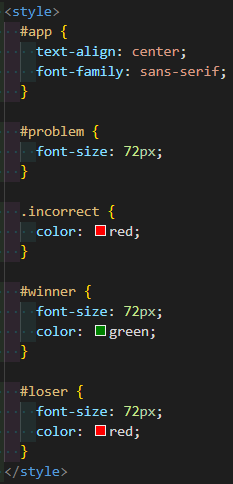 <style>
  #app {
    text-align: center;
    font-family: sans-serif;
  }

  #problem {
    font-size: 72px;
  }

  .incorrect {
    color: red;
  }

  #winner {
    font-size: 72px;
    color: green;
  }

  #loser {
    font-size: 72px;
    color: red;
  }
</style>